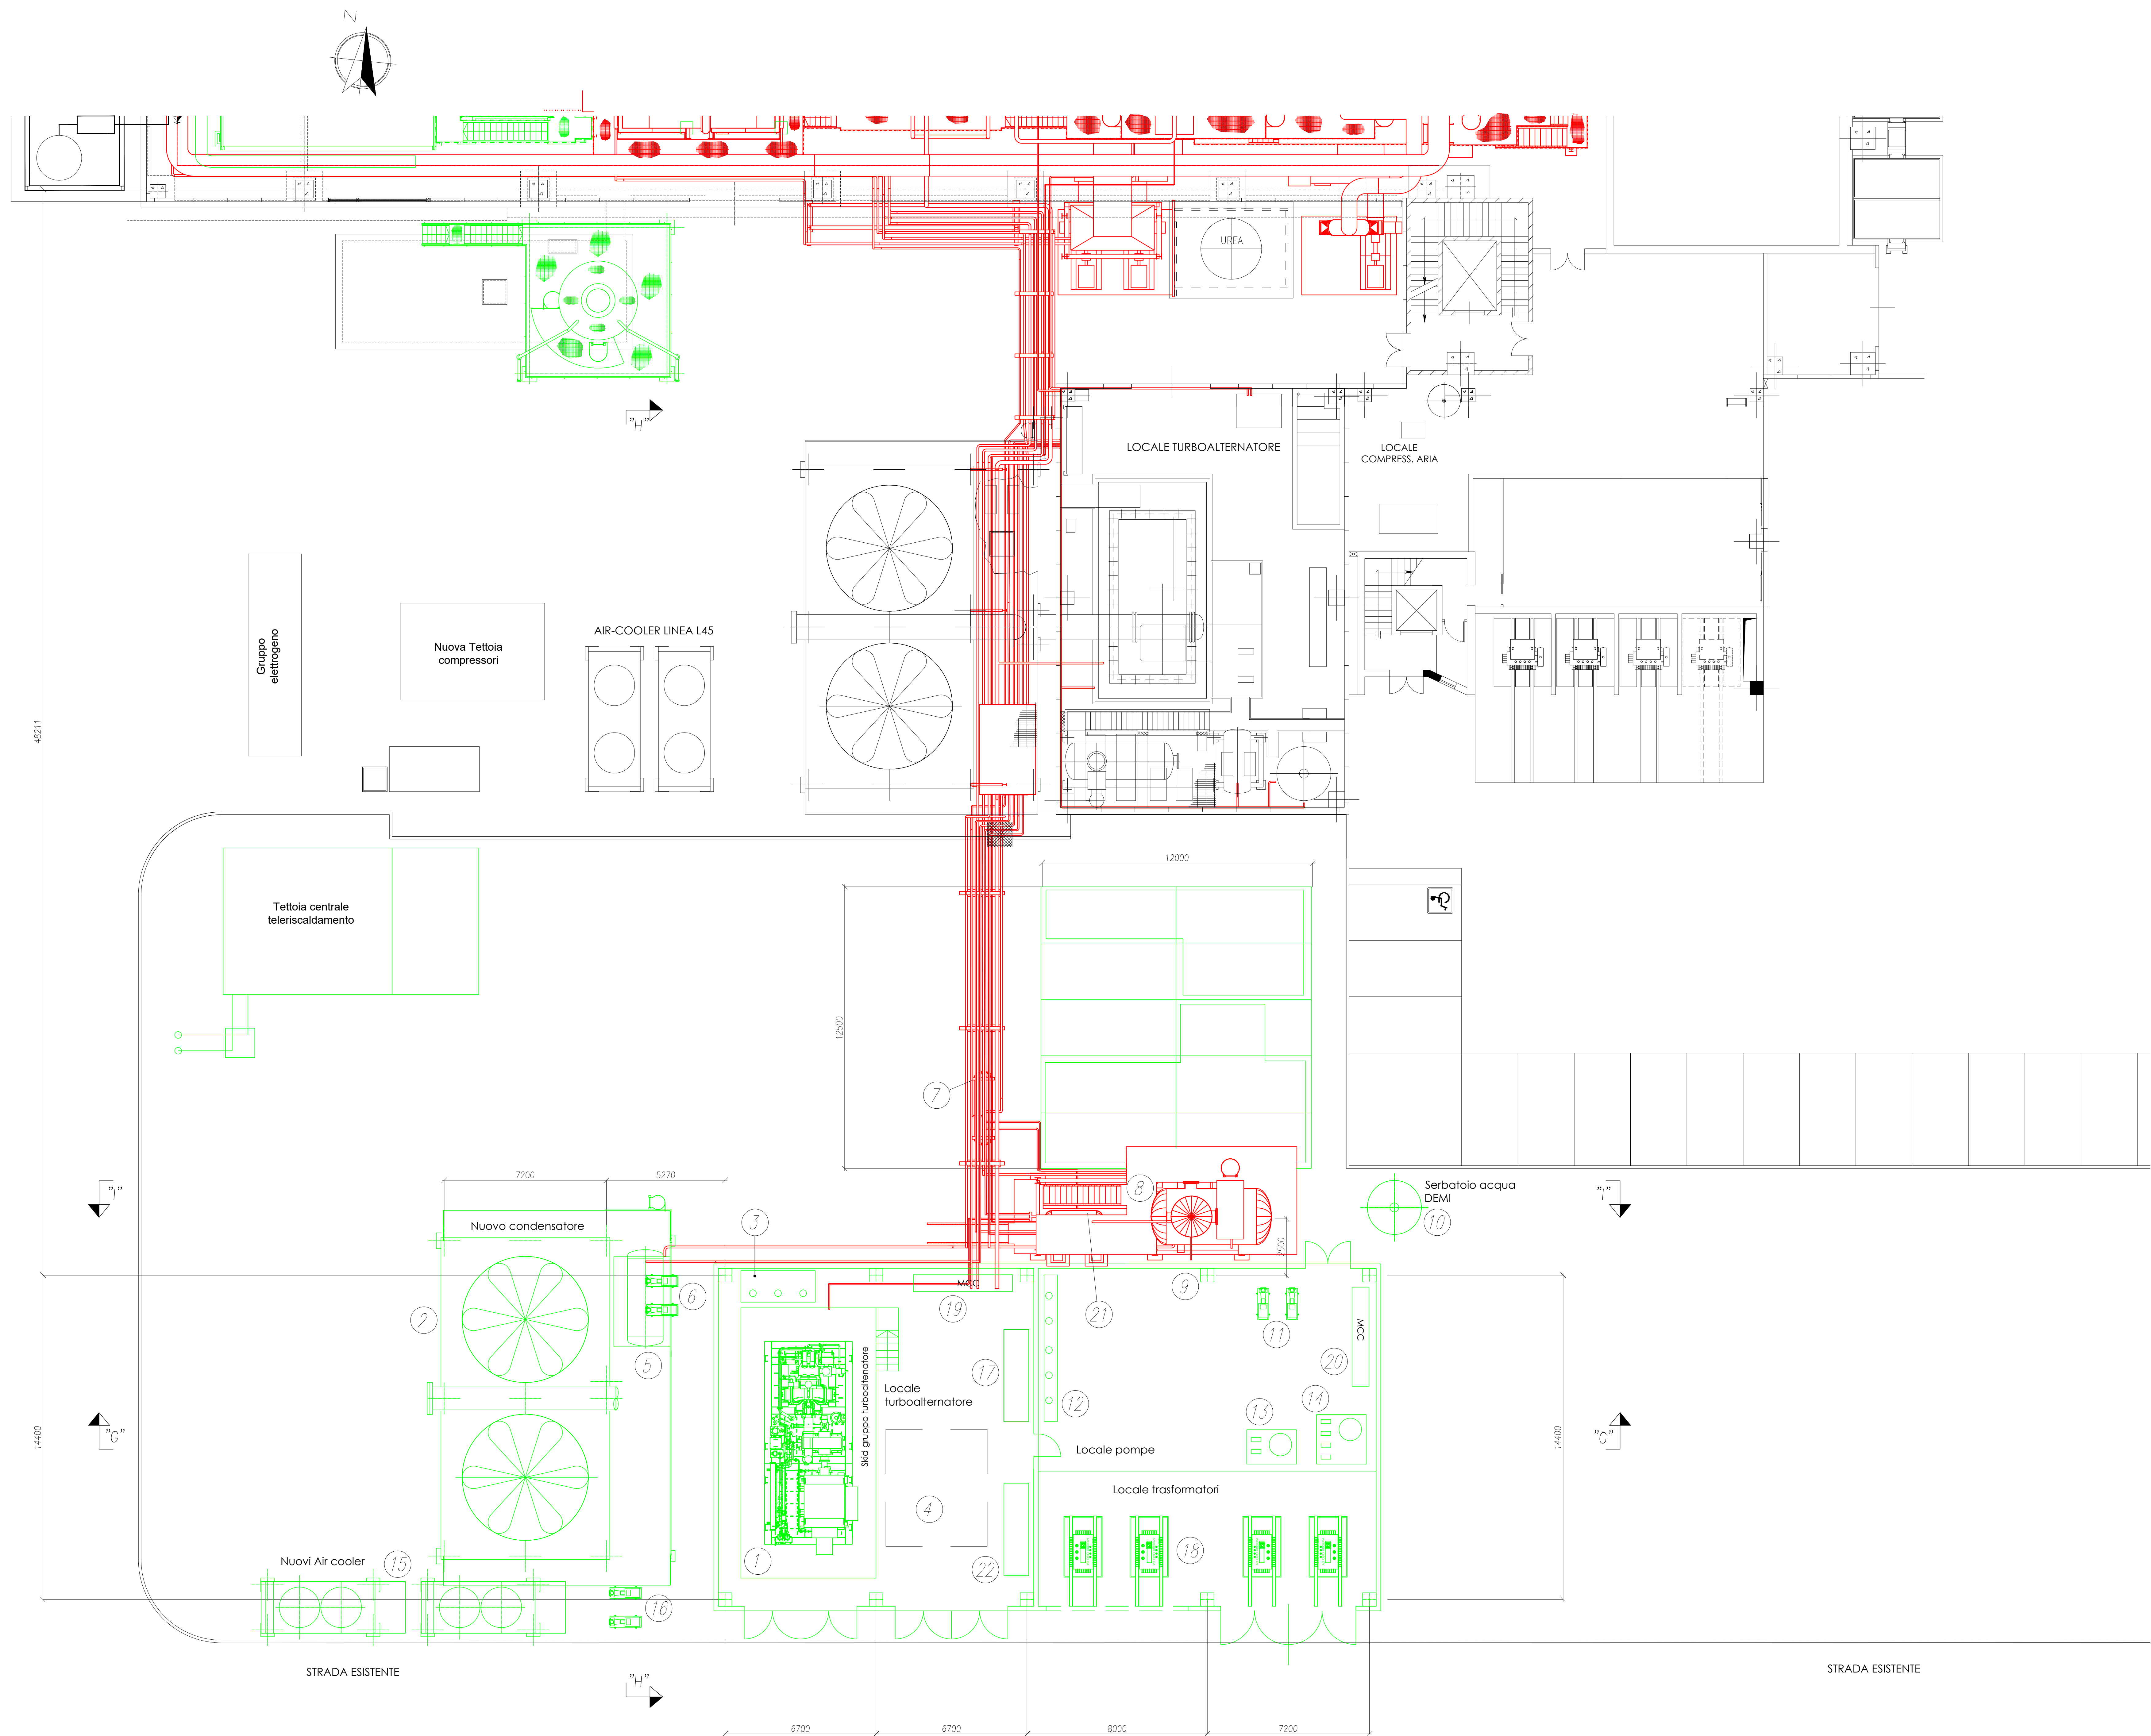 N
UREA
"H"
LOCALE TURBOALTERNATORE
LOCALE
COMPRESS. ARIA
AIR-COOLER LINEA L45
Gruppo
elettrogeno
Nuova Tettoia
compressori
48211
12000
Tettoia centrale
teleriscaldamento
12500
7
7200
5270
"I"
8
"I"
Serbatoio acqua
DEMI
10
Nuovo condensatore
3
2500
6
MCC
19
9
21
2
5
11
MCC
20
Skid gruppo turboaltenatore
17
Locale
turboalternatore
12
13
14
14400
"G"
"G"
14400
Locale pompe
Locale trasformatori
4
18
1
22
Nuovi Air cooler
15
16
STRADA ESISTENTE
STRADA ESISTENTE
"H"
6700
6700
8000
7200